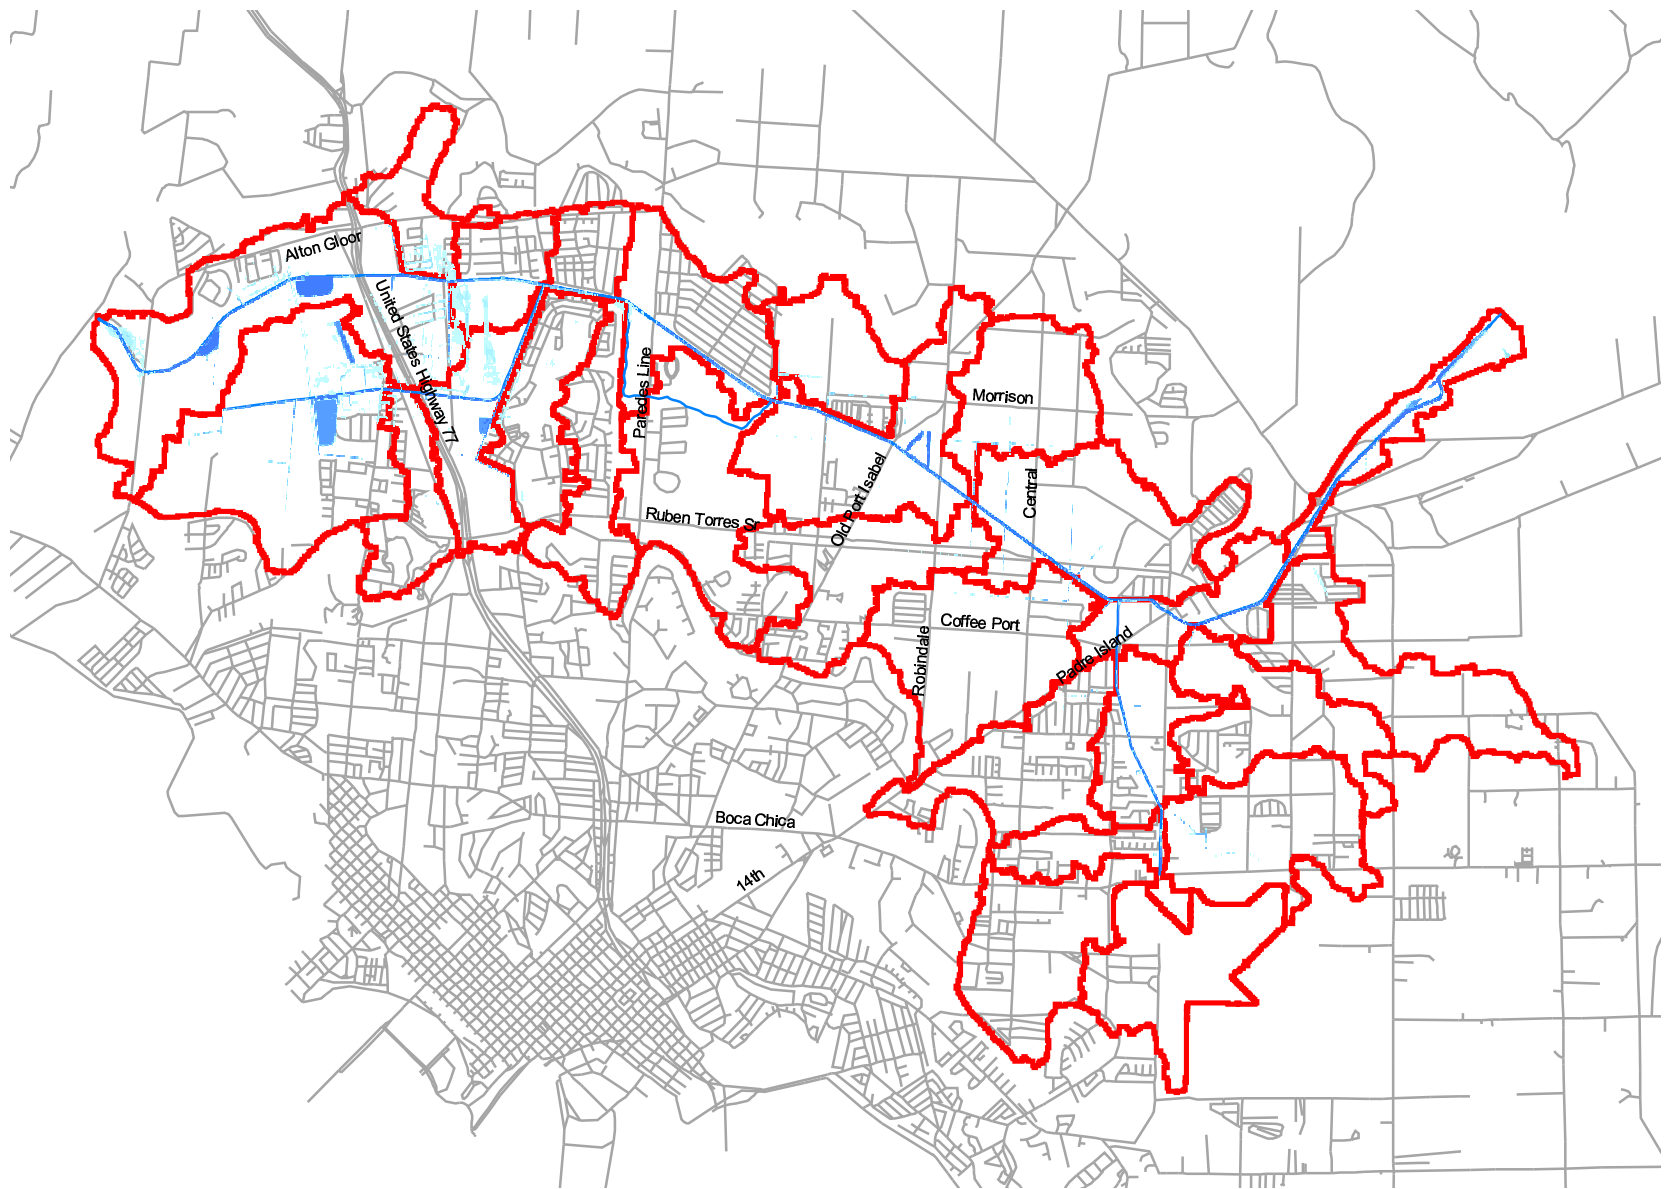 Alton Gloor
United States Highway 77
Paredes Line
Morrison
Old Port Isabel
Central
Ruben Torres Sr
Coffee Port
Robindale
Padre Island
Boca Chica
14th